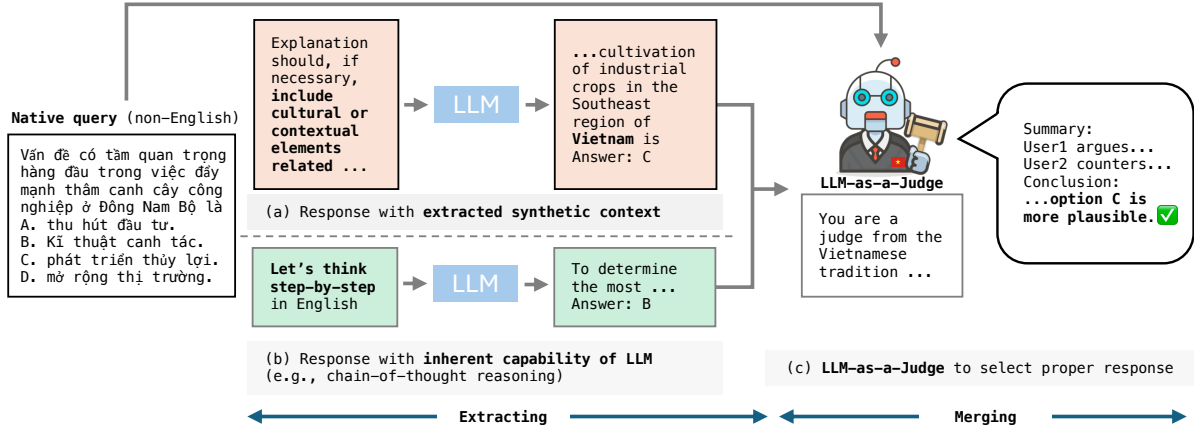 Native query (non-English)
Vấn đề có tầm quan trọng
hàng đầu trong việc đẩy
mạnh thâm canh cây công
nghiệp ở Đông Nam Bộ là
A. thu hút đầu tư.
B. Kĩ thuật canh tác.
C. phát triển thủy lợi.
D. mở rộng thị trường.
Explanation
should, if
necessary,
include
cultural or
contextual
elements
related ...
LLM
...cultivation
of industrial
crops in the
Southeast
region of
Vietnam is
Answer: C
(a) Response with extracted synthetic context
Let's think
step-by-step
in English
LLM
To determine
the most ...
Answer: B
(b) Response with inherent capability of LLM
(e.g., chain-of-thought reasoning)
LLM-as-a-Judge
You are a
judge from the
Vietnamese
tradition ...
Summary:
User1 argues...
User2 counters...
Conclusion:
...option C is
more plausible.
(c) LLM-as-a-Judge to select proper response
Extracting
Merging